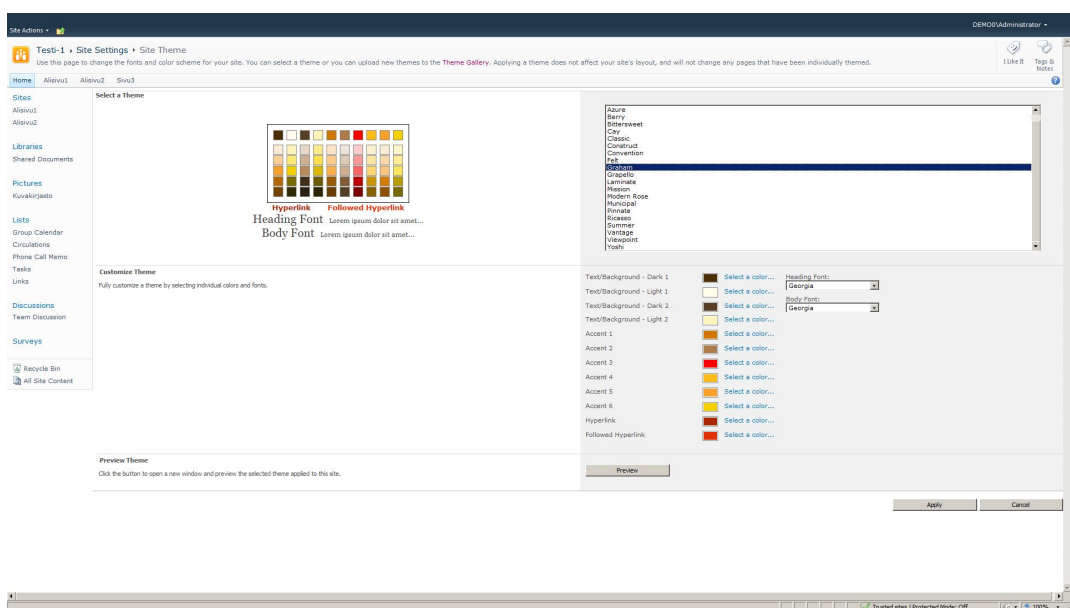 DEMO0\Administrator
Site Actions
Testi-1 › Site Settings › Site Theme
Use this page to change the fonts and color scheme for your site. You can select a theme or you can upload new themes to the Theme Gallery. Applying a theme does not affect your site's layout, and will not change any pages that have been individually themed.
I Like It
Tags & Notes
Home Alisivu1 Alisivu2 Sivu3
Sites
Alisivu1
Alisivu2
Libraries
Shared Documents
Pictures
Kuvakirjasto
Lists
Group Calendar
Circulations
Phone Call Memo
Tasks
Links
Discussions
Team Discussion
Surveys
Recycle Bin
All Site Content
Select a Theme
Hyperlink Followed Hyperlink
Heading Font Lorem ipsum dolor sit amet...
Body Font Lorem ipsum dolor sit amet...
Azure
Berry
Bittersweet
Cay
Classic
Construct
Convention
Felt
Graham
Grapello
Laminate
Mission
Modern Rose
Municipal
Pinnate
Ricasso
Summer
Vantage
Viewpoint
Yoshi
Customize Theme
Fully customize a theme by selecting individual colors and fonts.
Text/Background - Dark 1 Select a color...
Text/Background - Light 1 Select a color...
Text/Background - Dark 2 Select a color...
Text/Background - Light 2 Select a color...
Accent 1 Select a color...
Accent 2 Select a color...
Accent 3 Select a color...
Accent 4 Select a color...
Accent 5 Select a color...
Accent 6 Select a color...
Hyperlink Select a color...
Followed Hyperlink Select a color...
Heading Font:
Georgia
Body Font:
Georgia
Preview Theme
Click the button to open a new window and preview the selected theme applied to this site.
Preview
Apply Cancel
Trusted sites | Protected Mode: Off 100%